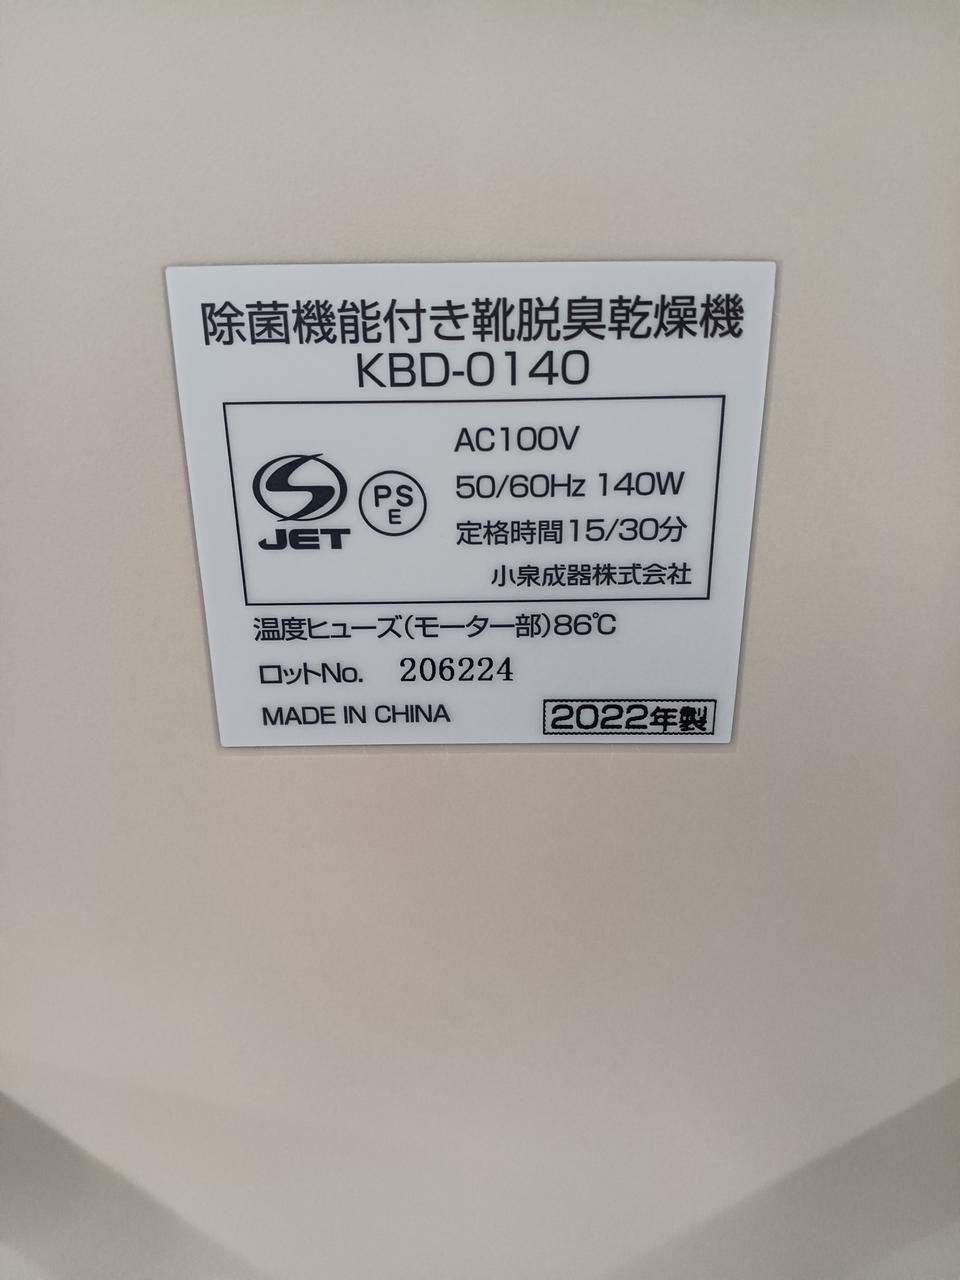 除菌機能付き靴脱臭乾燥機
KBD-0140
AC100V
50/60Hz 140W
定格時間15/30分
小泉成器株式会社
JET
PS
E
温度ヒューズ(モーター部)86℃
ロットNo. 206224
MADE IN CHINA
2022年製